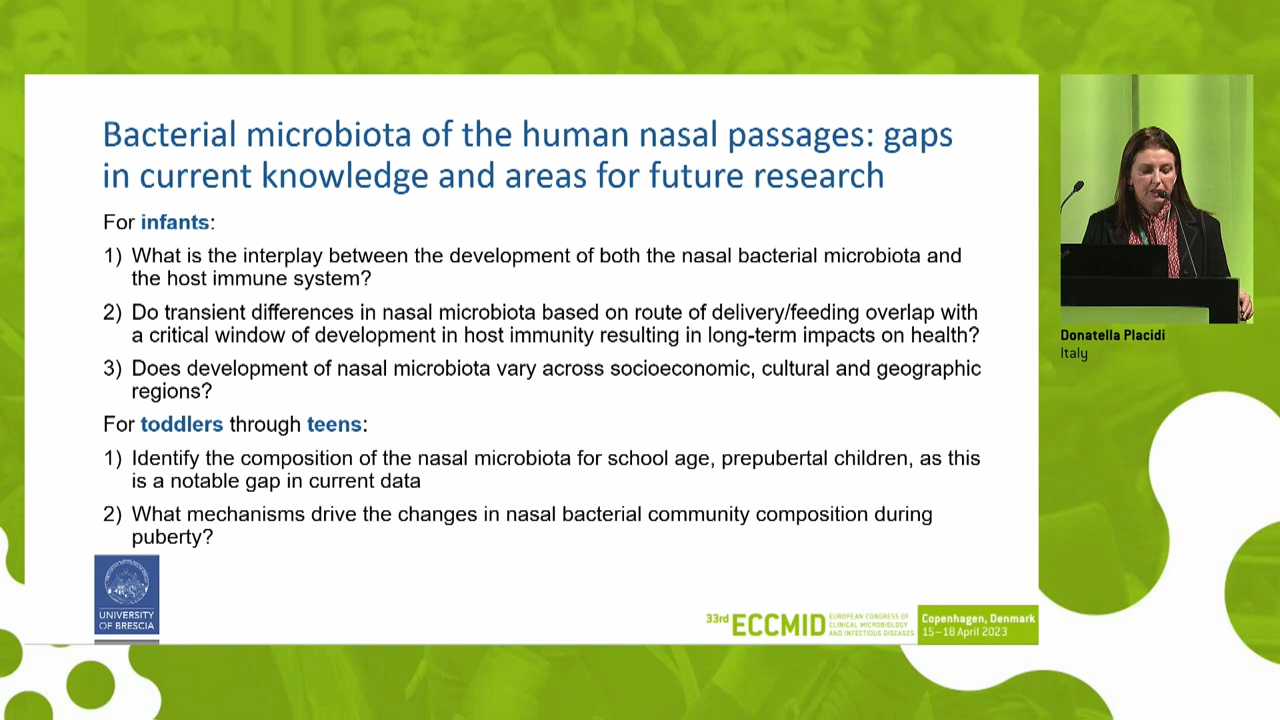 Bacterial microbiota of the human nasal passages: gaps
in current knowledge and areas for future research
For infants:
1) What is the interplay between the development of both the nasal bacterial microbiota and
the host immune system?
2) Do transient differences in nasal microbiota based on route of delivery/feeding overlap with
a critical window of development in host immunity resulting in long-term impacts on health?
3) Does development of nasal microbiota vary across socioeconomic, cultural and geographic
regions?
For toddlers through teens:
1) Identify the composition of the nasal microbiota for school age, prepubertal children, as this
is a notable gap in current data
2) What mechanisms drive the changes in nasal bacterial community composition during
puberty?
UNIVERSITY
OF BRESCIA
33rd ECCMID
EUROPEAN CONGRESS OF
CLINICAL MICROBIOLOGY
AND INFECTIOUS DISEASES
Copenhagen, Denmark
15–18 April 2023
Donatella Placidi
Italy